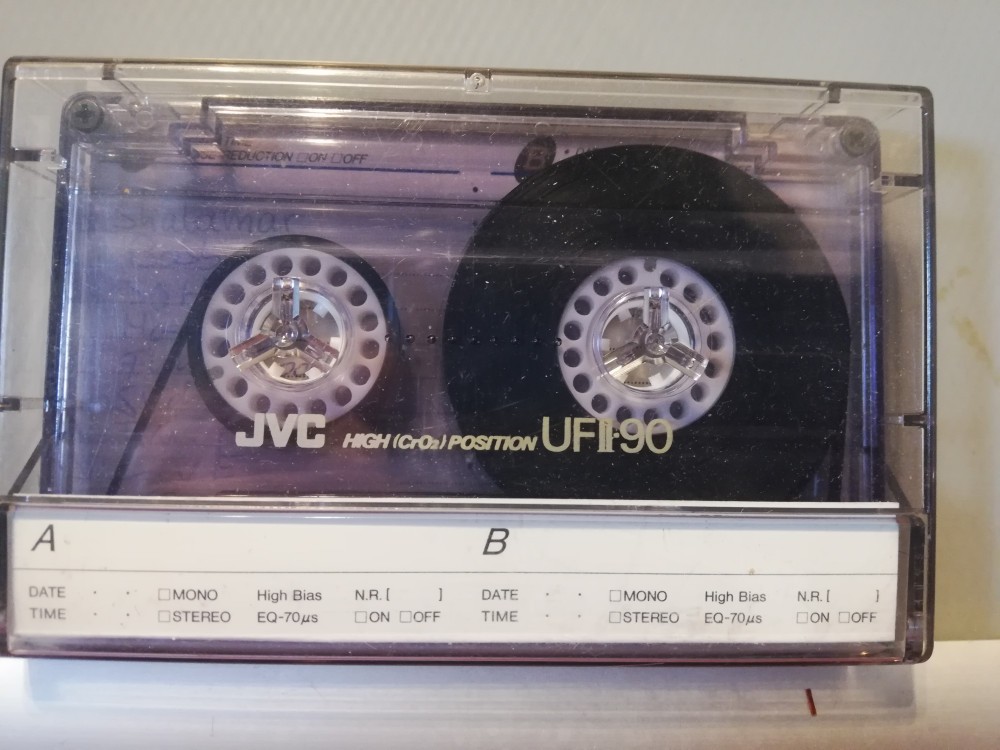 REDUCTION □ON □OFF
B
JVC HIGH (CrO₂) POSITION UFII·90
A B
DATE · · □MONO High Bias N.R. [ ] DATE · · □MONO High Bias N.R. [ ]
TIME □STEREO EQ-70µs □ON □OFF TIME □STEREO EQ-70µs □ON □OFF